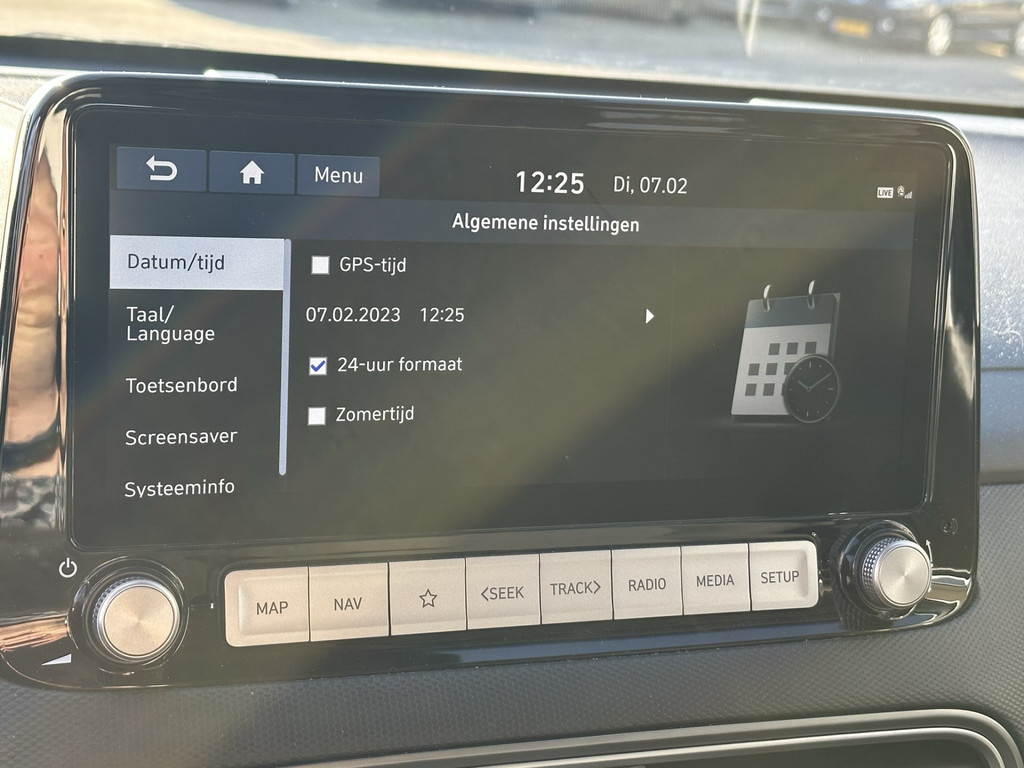 Menu
12:25
Di, 07.02
LIVE
Algemene instellingen
Datum/tijd
Taal/
Language
Toetsenbord
Screensaver
Systeeminfo
GPS-tijd
07.02.2023 12:25
24-uur formaat
Zomertijd
MAP
NAV
<SEEK
TRACK>
RADIO
MEDIA
SETUP